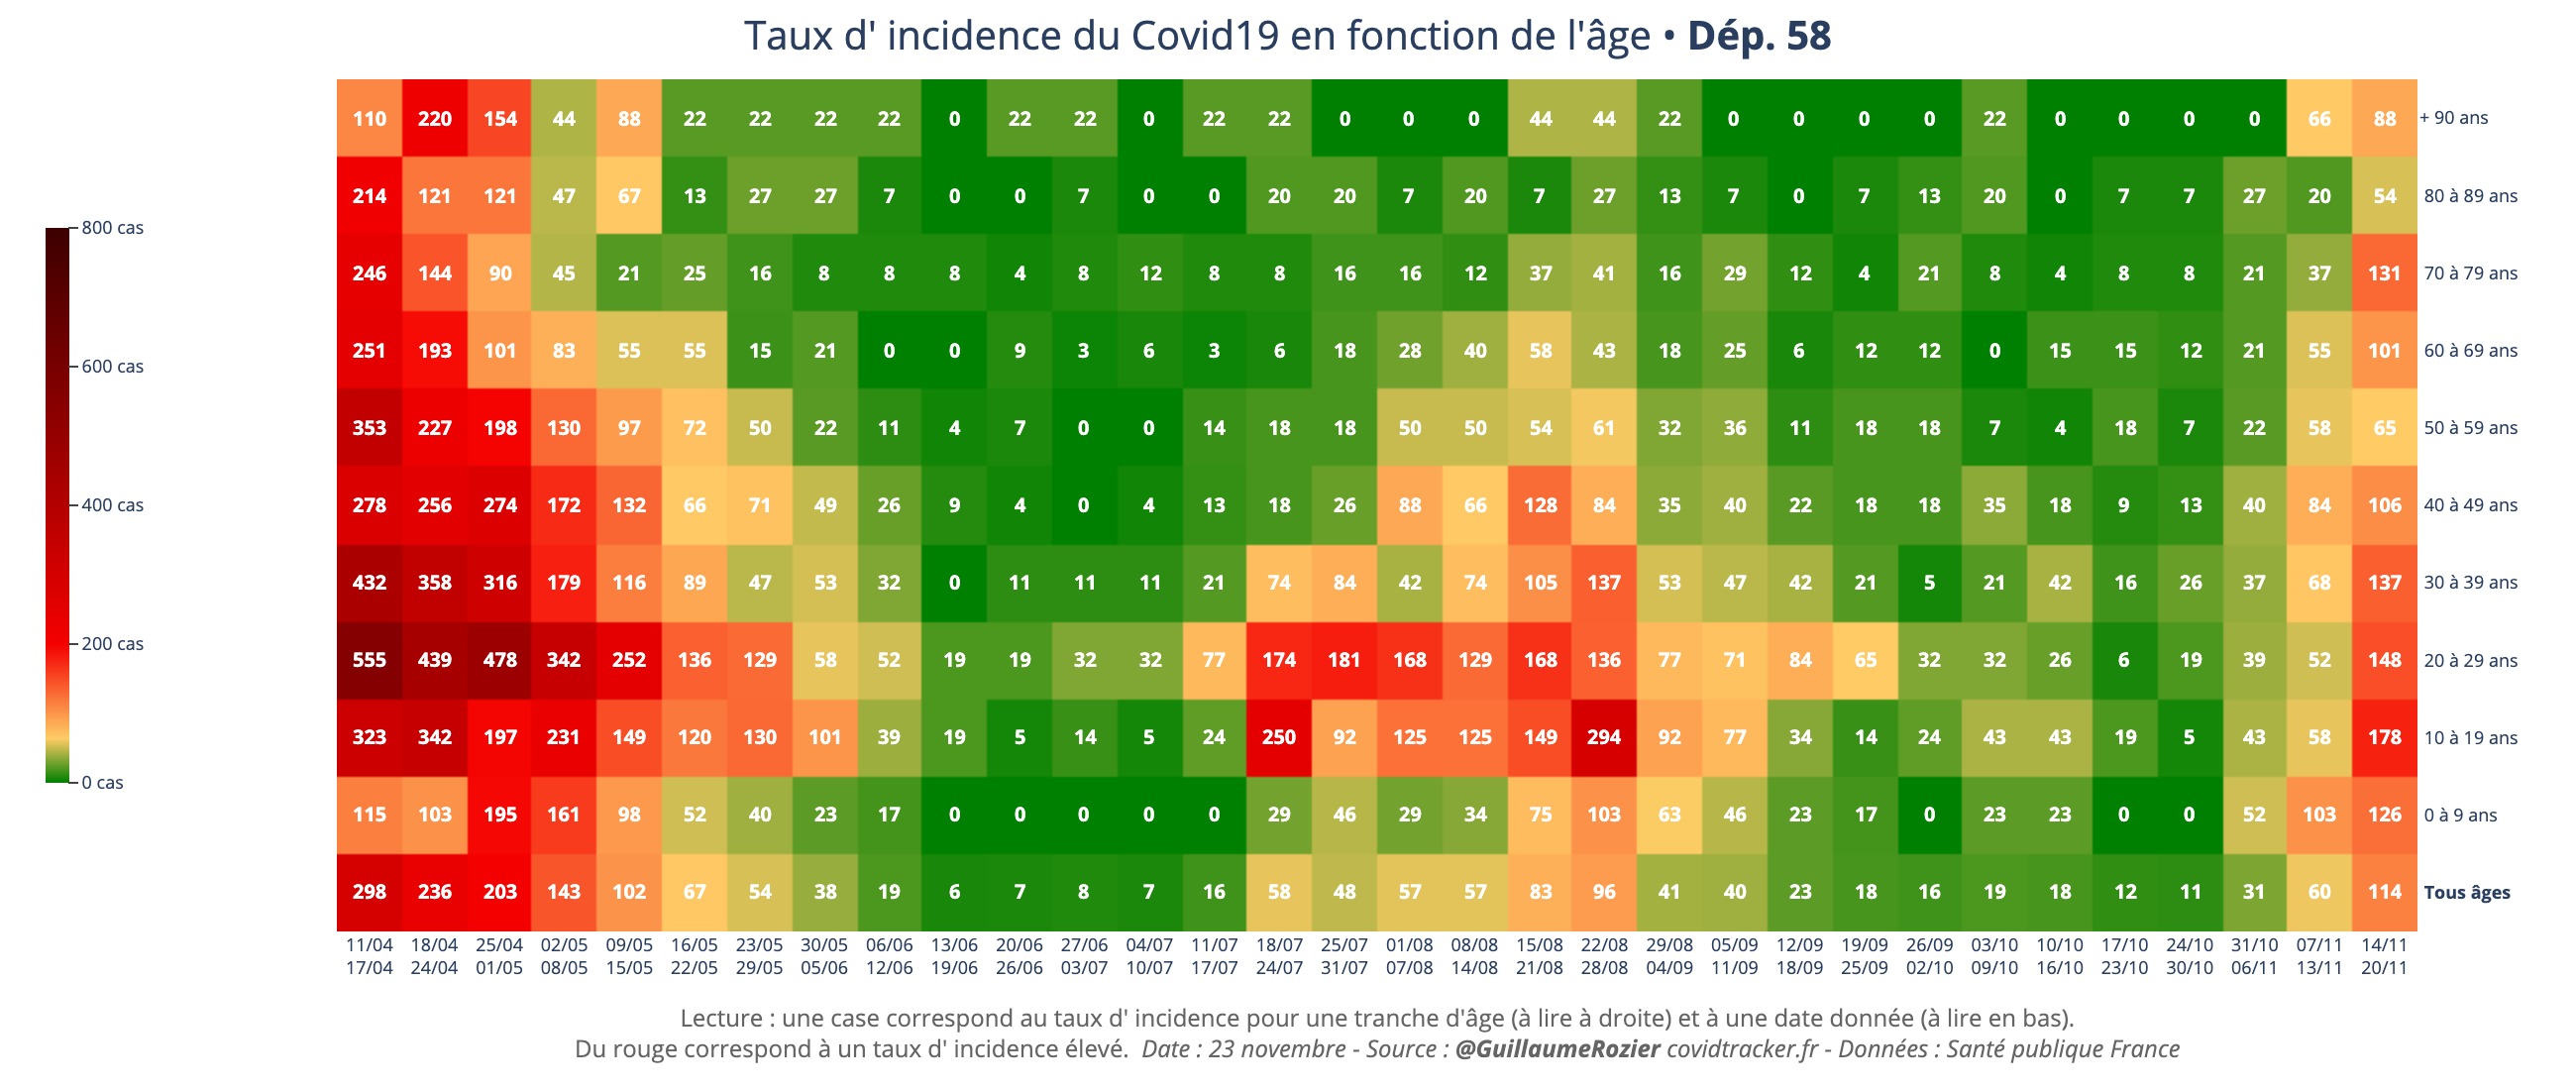 Taux d' incidence du Covid19 en fonction de l'âge • Dép. 58
800 cas
600 cas
400 cas
200 cas
0 cas
110 220 154 44 88 22 22 22 22 0 22 22 0 22 22 0 0 0 44 44 22 0 0 0 0 22 0 0 0 0 66 88 + 90 ans
214 121 121 47 67 13 27 27 7 0 0 7 0 0 20 20 7 20 7 27 13 7 0 7 13 20 0 7 7 27 20 54 80 à 89 ans
246 144 90 45 21 25 16 8 8 8 4 8 12 8 8 16 16 12 37 41 16 29 12 4 21 8 4 8 8 21 37 131 70 à 79 ans
251 193 101 83 55 55 15 21 0 0 9 3 6 3 6 18 28 40 58 43 18 25 6 12 12 0 15 15 12 21 55 101 60 à 69 ans
353 227 198 130 97 72 50 22 11 4 7 0 0 14 18 18 50 50 54 61 32 36 11 18 18 7 4 18 7 22 58 65 50 à 59 ans
278 256 274 172 132 66 71 49 26 9 4 0 4 13 18 26 88 66 128 84 35 40 22 18 18 35 18 9 13 40 84 106 40 à 49 ans
432 358 316 179 116 89 47 53 32 0 11 11 11 21 74 84 42 74 105 137 53 47 42 21 5 21 42 16 26 37 68 137 30 à 39 ans
555 439 478 342 252 136 129 58 52 19 19 32 32 77 174 181 168 129 168 136 77 71 84 65 32 32 26 6 19 39 52 148 20 à 29 ans
323 342 197 231 149 120 130 101 39 19 5 14 5 24 250 92 125 125 149 294 92 77 34 14 24 43 43 19 5 43 58 178 10 à 19 ans
115 103 195 161 98 52 40 23 17 0 0 0 0 0 29 46 29 34 75 103 63 46 23 17 0 23 23 0 0 52 103 126 0 à 9 ans
298 236 203 143 102 67 54 38 19 6 7 8 7 16 58 48 57 57 83 96 41 40 23 18 16 19 18 12 11 31 60 114 Tous âges
11/04 18/04 25/04 02/05 09/05 16/05 23/05 30/05 06/06 13/06 20/06 27/06 04/07 11/07 18/07 25/07 01/08 08/08 15/08 22/08 29/08 05/09 12/09 19/09 26/09 03/10 10/10 17/10 24/10 31/10 07/11 14/11
17/04 24/04 01/05 08/05 15/05 22/05 29/05 05/06 12/06 19/06 26/06 03/07 10/07 17/07 24/07 31/07 07/08 14/08 21/08 28/08 04/09 11/09 18/09 25/09 02/10 09/10 16/10 23/10 30/10 06/11 13/11 20/11
Lecture : une case correspond au taux d' incidence pour une tranche d'âge (à lire à droite) et à une date donnée (à lire en bas).
Du rouge correspond à un taux d' incidence élevé. Date : 23 novembre - Source : @GuillaumeRozier covidtracker.fr - Données : Santé publique France